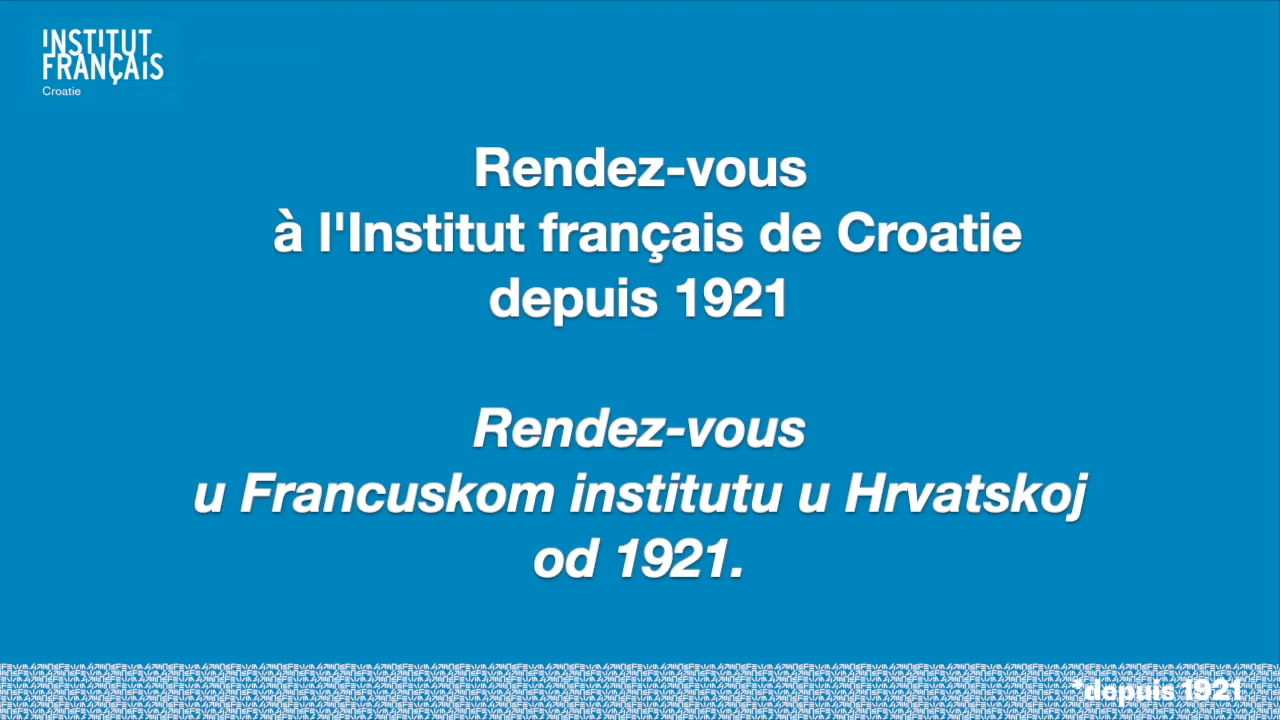 INSTITUT
FRANÇAIS
Croatie
Rendez-vous
à l'Institut français de Croatie
depuis 1921
Rendez-vous
u Francuskom institutu u Hrvatskoj
od 1921.
*depuis 1921